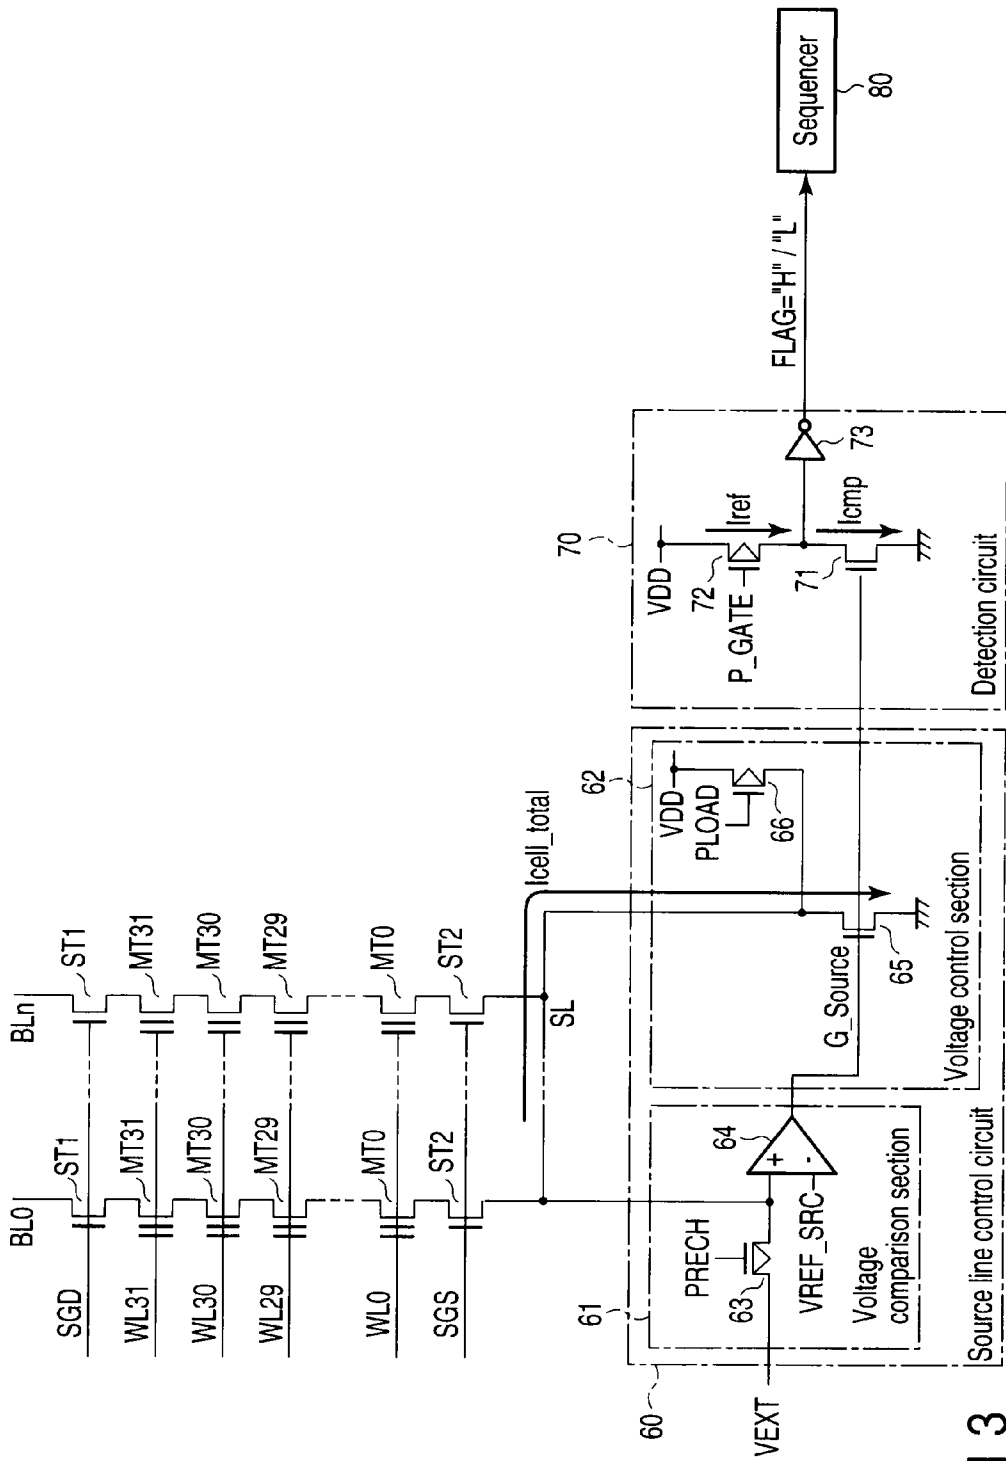 BL0
BLn
SGD
ST1
ST1
WL31
MT31
MT31
WL30
MT30
MT30
WL29
MT29
MT29
WL0
MT0
MT0
SGS
ST2
ST2
SL
Icell_total
60
61
VEXT
PRECH
63
64
+
-
VREF_SRC
Voltage
comparison section
62
VDD
PLOAD
66
G_Source
65
Voltage control section
Source line control circuit
70
VDD
72
P_GATE
Iref
Icmp
71
73
Detection circuit
FLAG="H" / "L"
Sequencer
80
3